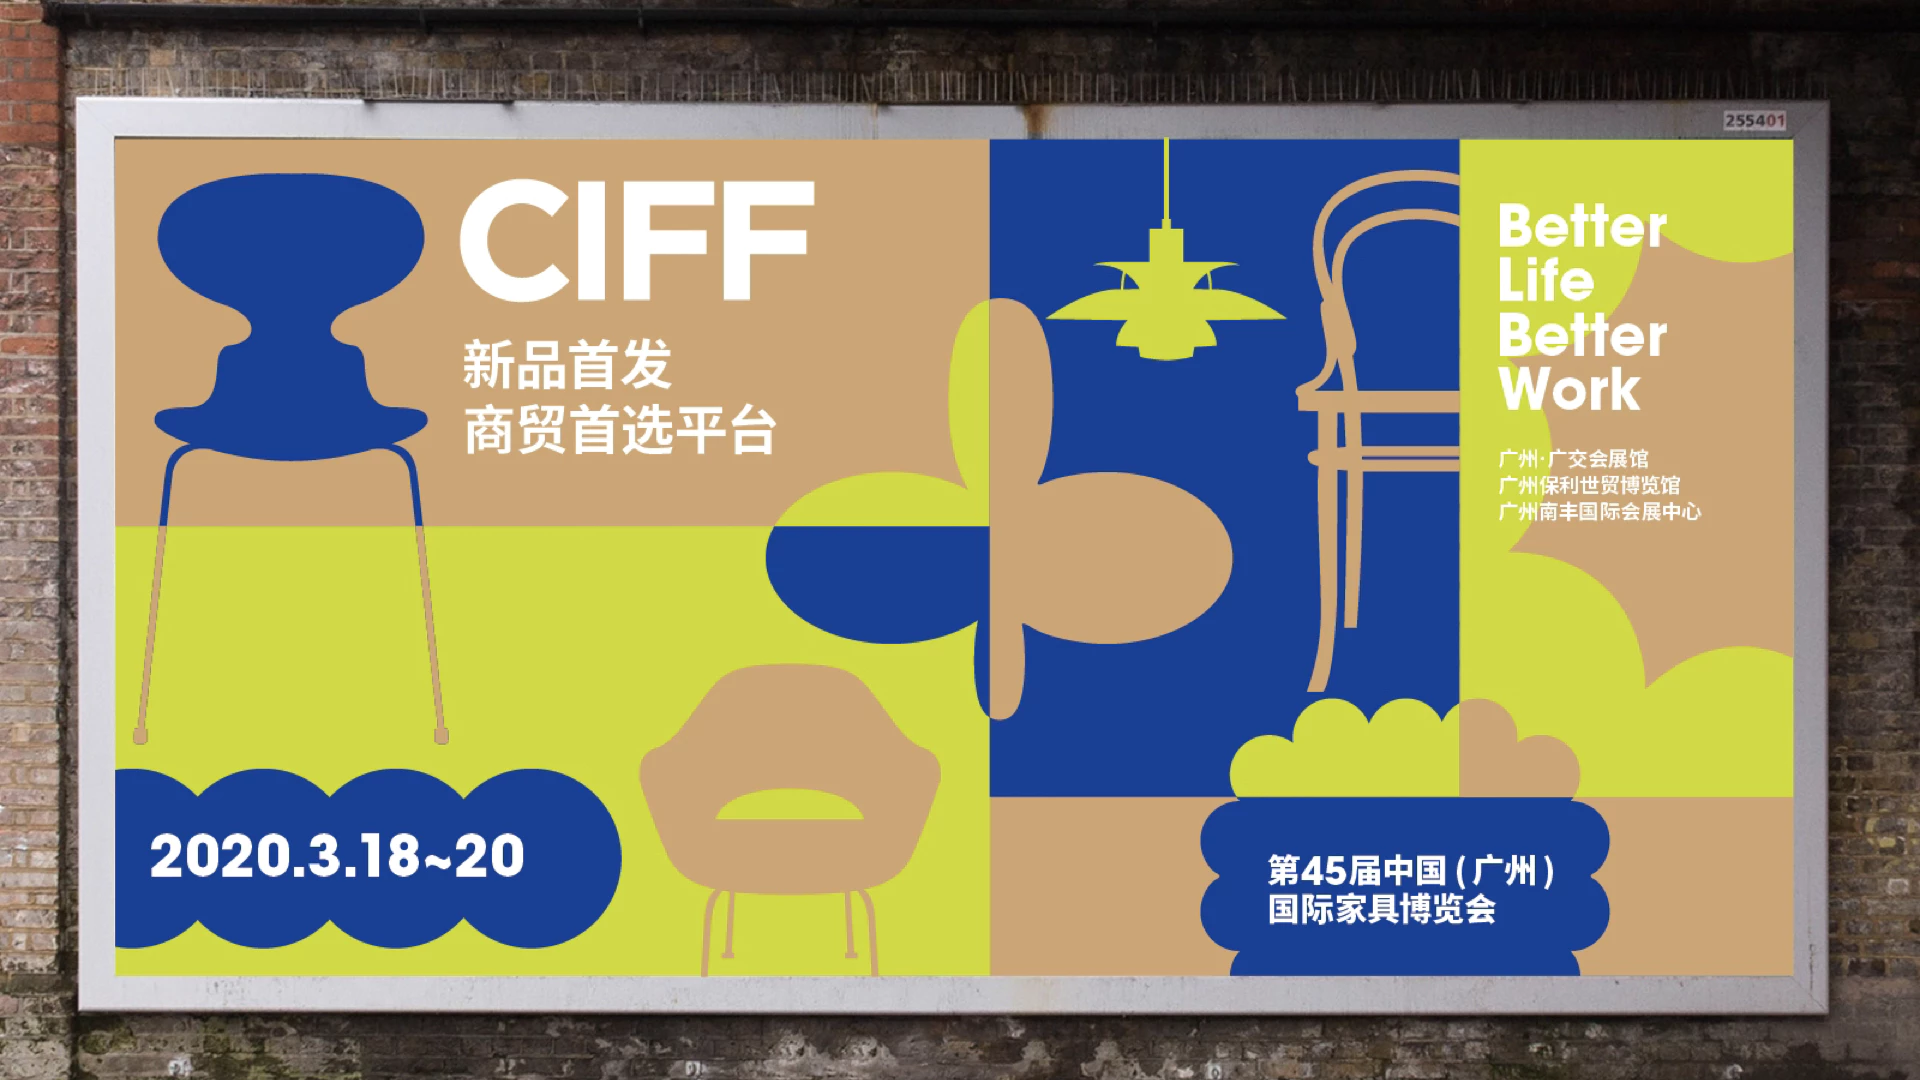 255401
CIFF
新品首发
商贸首选平台
Better
Life
Better
Work
广州·广交会展馆
广州保利世贸博览馆
广州南丰国际会展中心
2020.3.18~20
第45届中国(广州)
国际家具博览会